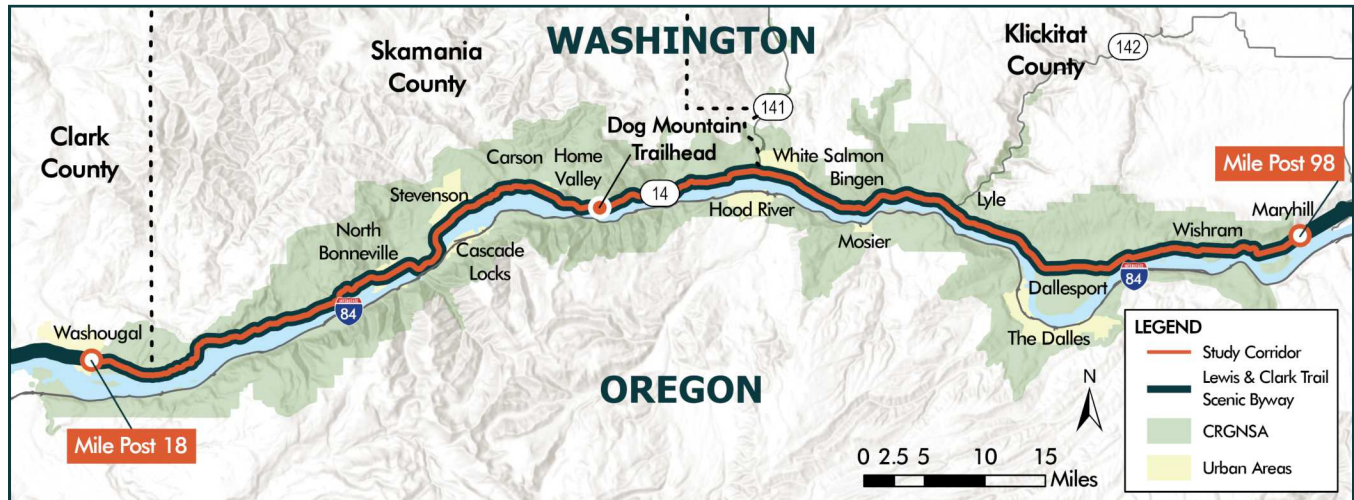 WASHINGTON
Skamania
County
Klickitat
County
142
141
Clark
County
Dog Mountain
Trailhead
Carson
Home
Valley
White Salmon
Bingen
Mile Post 98
Stevenson
14
Lyle
Maryhill
Hood River
North
Bonneville
Cascade
Locks
Mosier
Wishram
84
84
Dallesport
Washougal
The Dalles
OREGON
Mile Post 18
N
0 2.5 5 10 15
Miles
LEGEND
Study Corridor
Lewis & Clark Trail
Scenic Byway
CRGNSA
Urban Areas